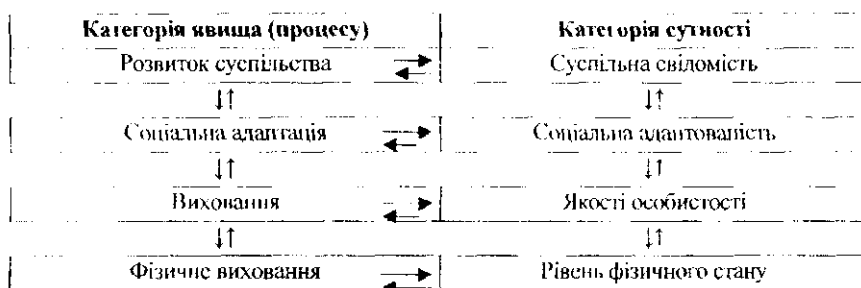 Категорія явища (процесу) Категорія сутності
Розвиток суспільства Суспільна свідомість
↓↑ ↓↑
Соціальна адаптація Соціальна адаптованість
↓↑ ↓↑
Виховання Якості особистості
↓↑ ↓↑
Фізичне виховання Рівень фізичного стану